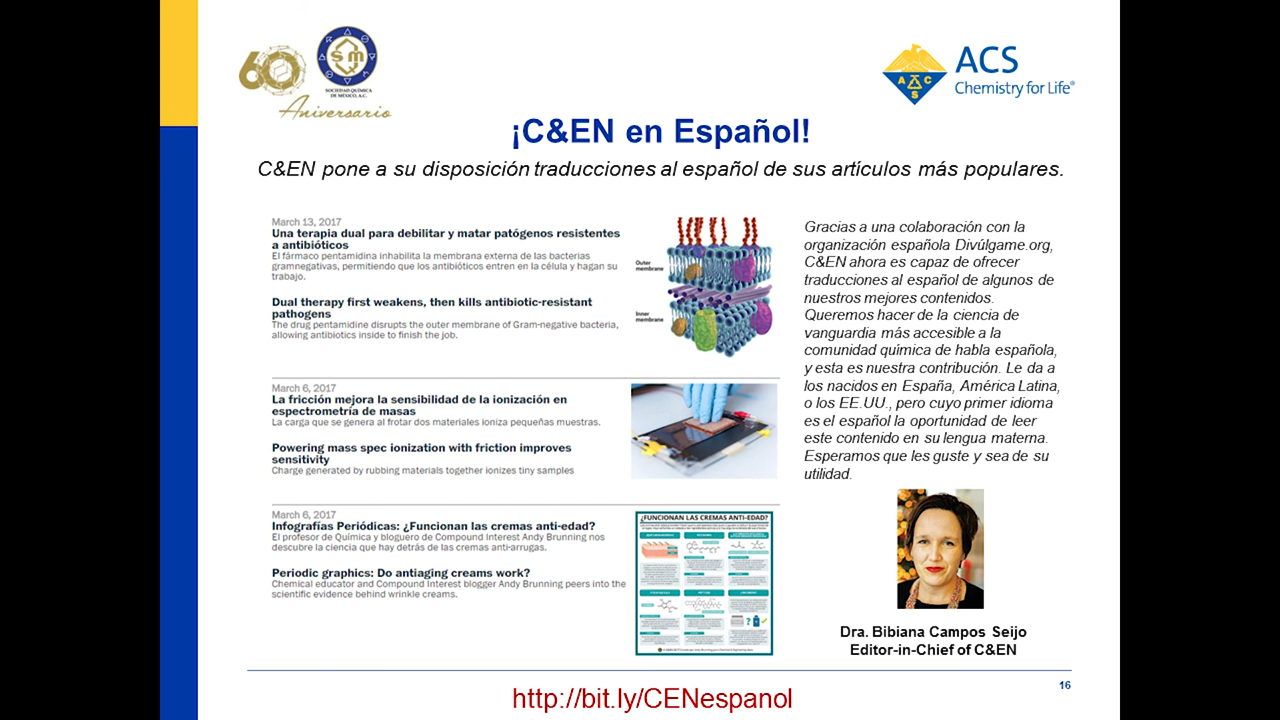 60
SMQ
SOCIEDAD QUÍMICA
DE MÉXICO, A.C.
Aniversario
ACS
Chemistry for Life®
A C S
¡C&EN en Español!
C&EN pone a su disposición traducciones al español de sus artículos más populares.
March 13, 2017
Una terapia dual para debilitar y matar patógenos resistentes
a antibióticos
El fármaco pentamidina inhabilita la membrana externa de las bacterias
gramnegativas, permitiendo que los antibióticos entren en la célula y hagan su
trabajo.
Dual therapy first weakens, then kills antibiotic-resistant
pathogens
The drug pentamidine disrupts the outer membrane of Gram-negative bacteria,
allowing antibiotics inside to finish the job.
Outer
membrane
Inner
membrane
March 6, 2017
La fricción mejora la sensibilidad de la ionización en
espectrometría de masas
La carga que se genera al frotar dos materiales ioniza pequeñas muestras.
Powering mass spec ionization with friction improves
sensitivity
Charge generated by rubbing materials together ionizes tiny samples
March 6, 2017
Infografías Periódicas: ¿Funcionan las cremas anti-edad?
El profesor de Química y bloguero de Compound Interest Andy Brunning nos
descubre la ciencia que hay detrás de las cremas anti-arrugas.
Periodic graphics: Do antiaging creams work?
Chemical educator and Compound Interest blogger Andy Brunning peers into the
scientific evidence behind wrinkle creams.
¿FUNCIONAN LAS CREMAS ANTI-EDAD?
Gracias a una colaboración con la
organización española Divúlgame.org,
C&EN ahora es capaz de ofrecer
traducciones al español de algunos de
nuestros mejores contenidos.
Queremos hacer de la ciencia de
vanguardia más accesible a la
comunidad química de habla española,
y esta es nuestra contribución. Le da a
los nacidos en España, América Latina,
o los EE.UU., pero cuyo primer idioma
es el español la oportunidad de leer
este contenido en su lengua materna.
Esperamos que les guste y sea de su
utilidad.
Dra. Bibiana Campos Seijo
Editor-in-Chief of C&EN
16
http://bit.ly/CENespanol